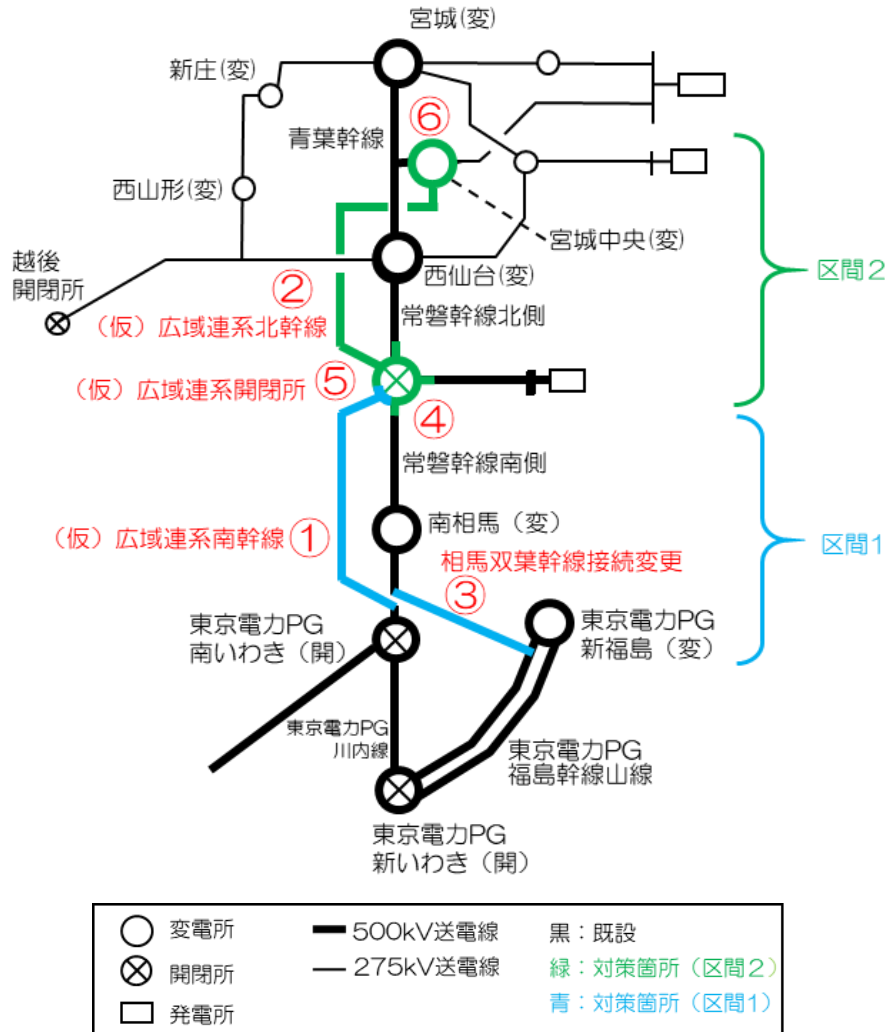 宮城(変)
新庄(変)
⑥
青葉幹線
西山形(変)
宮城中央(変)
越後
開閉所
西仙台(変)
区間2
②
常磐幹線北側
(仮)広域連系北幹線
(仮)広域連系開閉所
⑤
④
常磐幹線南側
南相馬(変)
(仮)広域連系南幹線
①
区間1
相馬双葉幹線接続変更
③
東京電力PG
南いわき(開)
東京電力PG
新福島(変)
東京電力PG
川内線
東京電力PG
福島幹線山線
東京電力PG
新いわき(開)
変電所
500kV送電線
黒:既設
開閉所
275kV送電線
緑:対策箇所(区間2)
発電所
青:対策箇所(区間1)